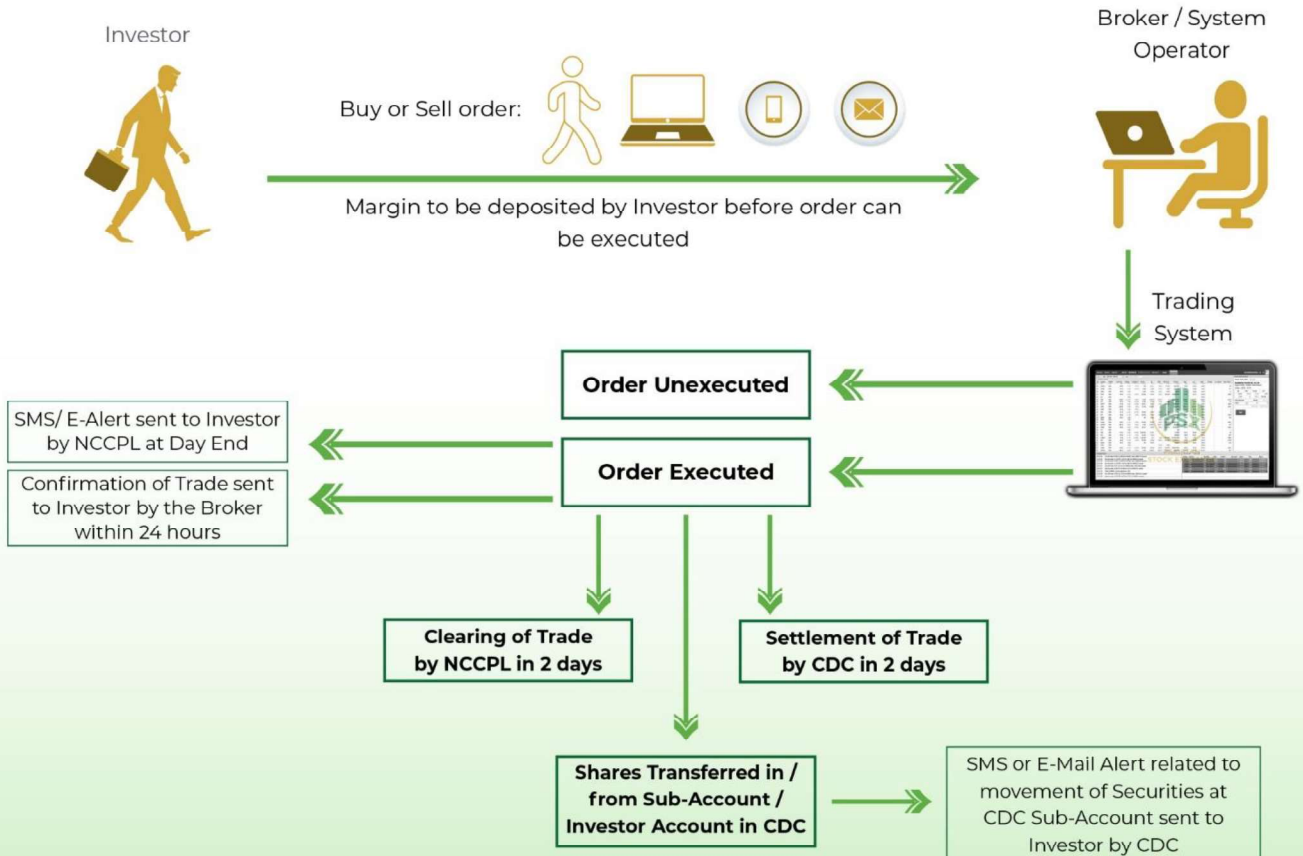 Investor
Broker / System
Operator
Buy or Sell order:
Margin to be deposited by Investor before order can
be executed
Trading
System
Order Unexecuted
SMS/ E-Alert sent to Investor
by NCCPL at Day End
Order Executed
Confirmation of Trade sent
to Investor by the Broker
within 24 hours
Clearing of Trade
by NCCPL in 2 days
Settlement of Trade
by CDC in 2 days
Shares Transferred in /
from Sub-Account /
Investor Account in CDC
SMS or E-Mail Alert related to
movement of Securities at
CDC Sub-Account sent to
Investor by CDC